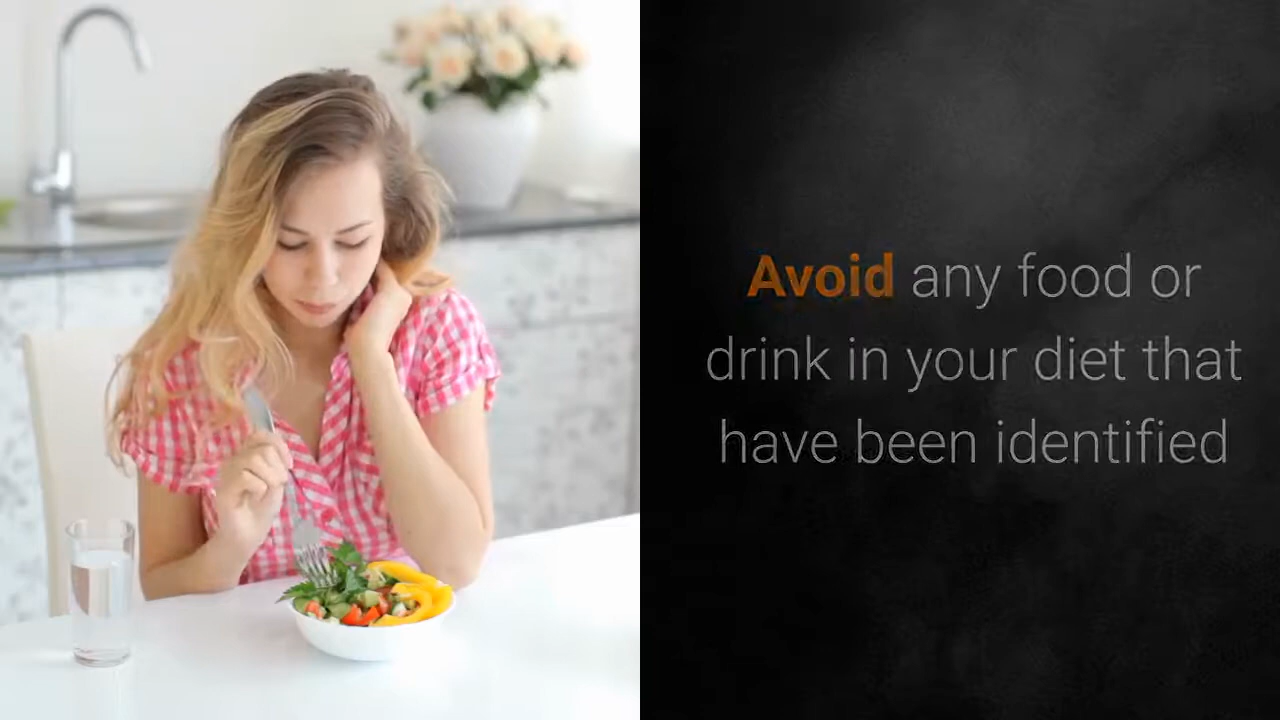 Avoid any food or
drink in your diet that
have been identified